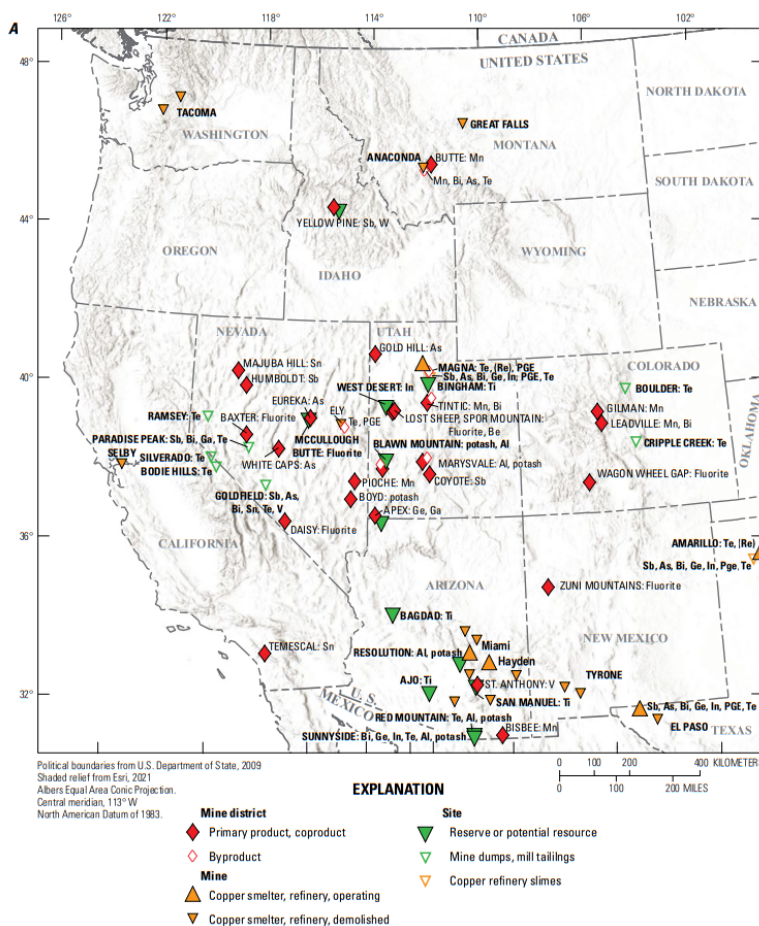 A
126°
122°
118°
114°
110°
106°
102°
CANADA
UNITED STATES
48°
NORTH DAKOTA
TACOMA
WASHINGTON
GREAT FALLS
MONTANA
ANACONDA
BUTTE: Mn
Mn, Bi, As, Te
SOUTH DAKOTA
44°
YELLOW PINE: Sb, W
OREGON
IDAHO
WYOMING
NEBRASKA
NEVADA
UTAH
GOLD HILL: As
COLORADO
MAJUBA HILL: Sn
MAGNA: Te, (Re), PGE
HUMBOLDT: Sb
Sb, As, Bi, Ge, In, PGE, Te
40°
WEST DESERT: In
BINGHAM: Ti
BOULDER: Te
EUREKA: As
ELY
TINTIC: Mn, Bi
GILMAN: Mn
RAMSEY: Te
BAXTER: Fluorite
Te, PGE
LOST SHEEP, SPOR MOUNTAIN:
Fluorite, Be
LEADVILLE: Mn, Bi
PARADISE PEAK: Sb, Bi, Ga, Te
MCCULLOUGH
BUTTE: Fluorite
BLAWN MOUNTAIN: potash, Al
CRIPPLE CREEK: Te
SELBY
SILVERADO: Te
WHITE CAPS: As
MARYSVALE: Al, potash
BODIE HILLS: Te
PIOCHE: Mn
COYOTE: Sb
WAGON WHEEL GAP: Fluorite
OKLAHOMA
GOLDFIELD: Sb, As,
Bi, Sn, Te, V
BOYD: potash
36°
APEX: Ge, Ga
DAISY: Fluorite
CALIFORNIA
AMARILLO: Te, (Re)
Sb, As, Bi, Ge, In, Pge, Te
ARIZONA
ZUNI MOUNTAINS: Fluorite
BAGDAD: Ti
NEW MEXICO
TEMESCAL: Sn
RESOLUTION: Al, potash
Miami
Hayden
AJO: Ti
ST. ANTHONY: V
TYRONE
32°
U.S.
MEXICO
SAN MANUEL: Ti
Sb, As, Bi, Ge, In, PGE, Te
RED MOUNTAIN: Te, Al, potash
BISBEE: Mn
EL PASO
TEXAS
SUNNYSIDE: Bi, Ge, In, Te, Al, potash
Political boundaries from U.S. Department of State, 2009
Shaded relief from Esri, 2021
Albers Equal Area Conic Projection.
Central meridian, 113° W
North American Datum of 1983.
0 100 200 400 KILOMETERS
0 100 200 MILES
EXPLANATION
Mine district
Primary product, coproduct
Byproduct
Mine
Copper smelter, refinery, operating
Copper smelter, refinery, demolished
Site
Reserve or potential resource
Mine dumps, mill tailings
Copper refinery slimes